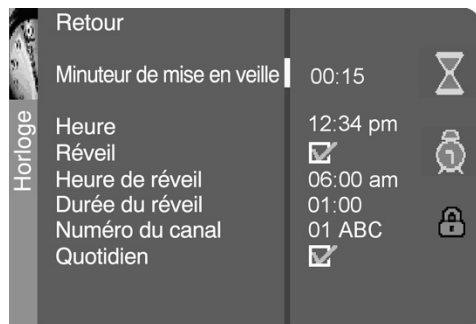 Horloge
Retour
Minuteur de mise en veille 00:15
Heure 12:34 pm
Réveil
Heure de réveil 06:00 am
Durée du réveil 01:00
Numéro du canal 01 ABC
Quotidien